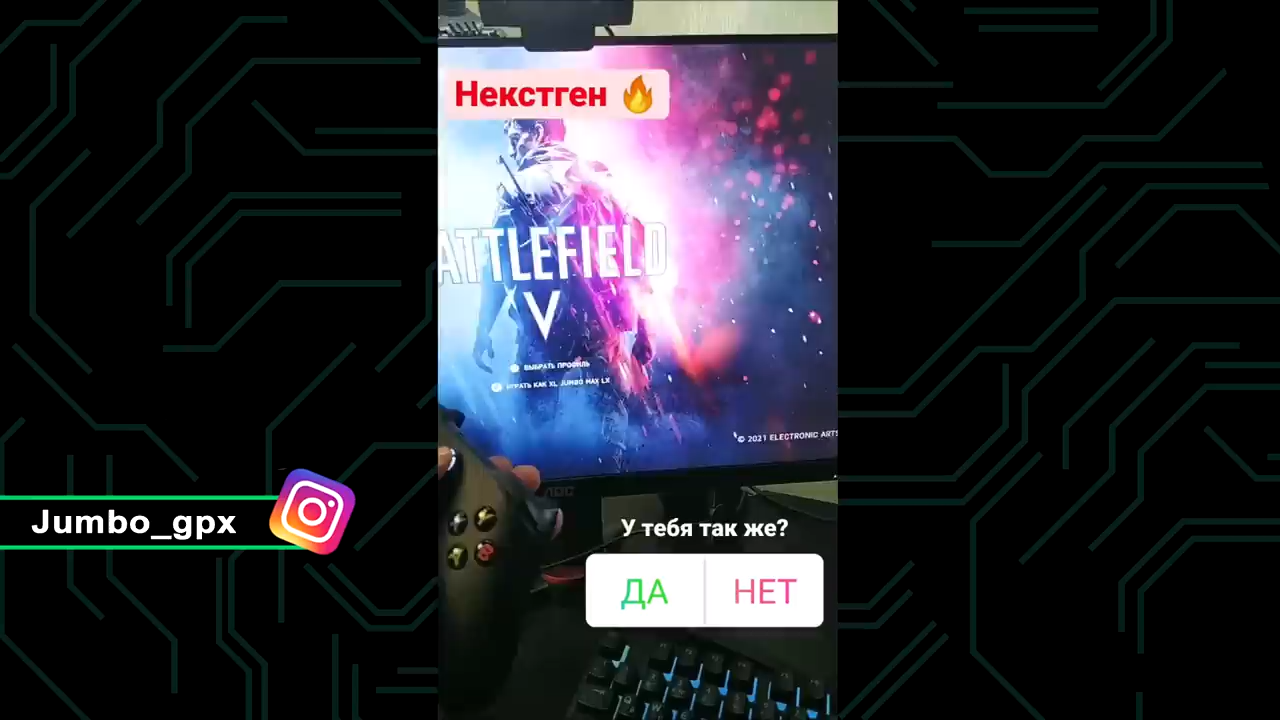 Некстген 🔥
ATTLEFIELD
V
ВЫБРАТЬ ПРОФИЛЬ
ИГРАТЬ КАК XL JUMBO MAX LX
© 2021 ELECTRONIC ARTS
AOC
Jumbo_gpx
У тебя так же?
ДА
НЕТ